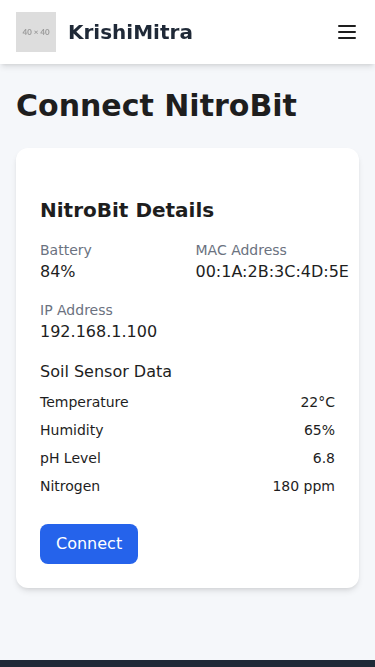 40 × 40
KrishiMitra
Connect NitroBit
NitroBit Details
Battery
84%
MAC Address
00:1A:2B:3C:4D:5E
IP Address
192.168.1.100
Soil Sensor Data
Temperature 22°C
Humidity 65%
pH Level 6.8
Nitrogen 180 ppm
Connect